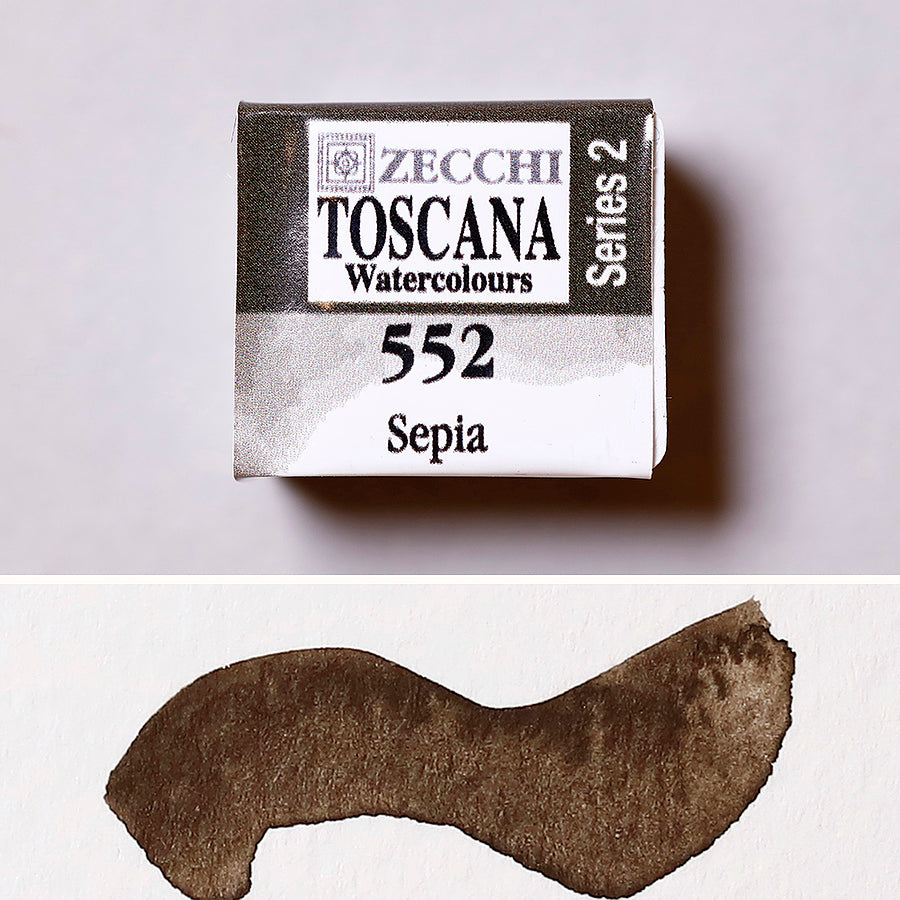 ZECCHI
TOSCANA
Watercolours
Series 2
552
Sepia